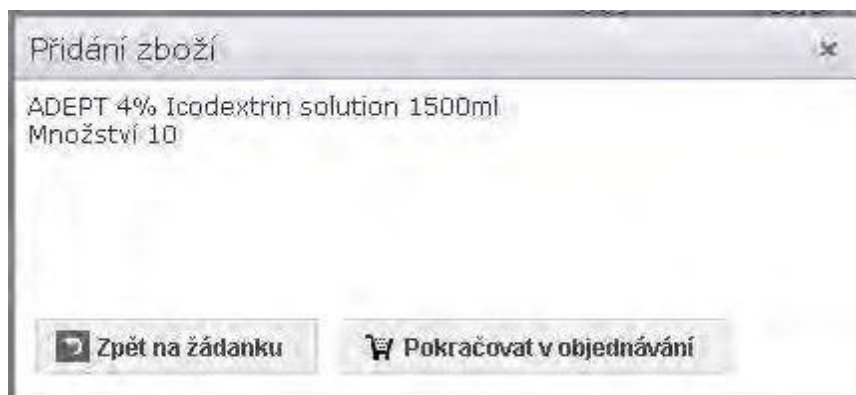 Přidání zboží
ADEPT 4% Icodextrin solution 1500ml
Množství 10
Zpět na žádanku
Pokračovat v objednávání